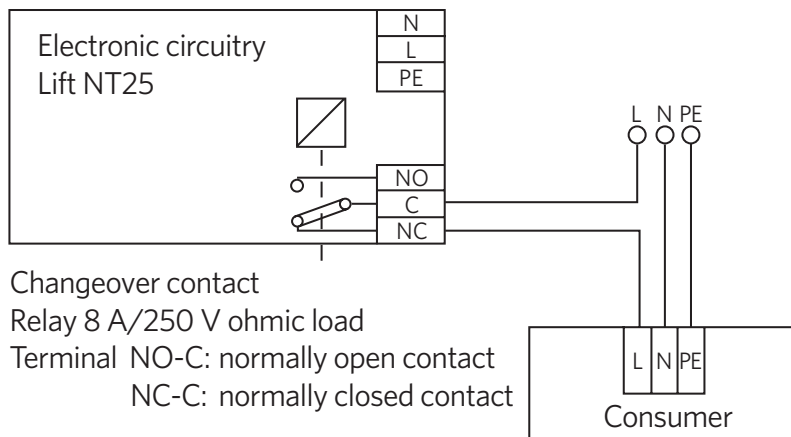 Electronic circuitry
Lift NT25
N
L
PE
NO
C
NC
L N PE
Changeover contact
Relay 8 A/250 V ohmic load
Terminal NO-C: normally open contact
NC-C: normally closed contact
L N PE
Consumer